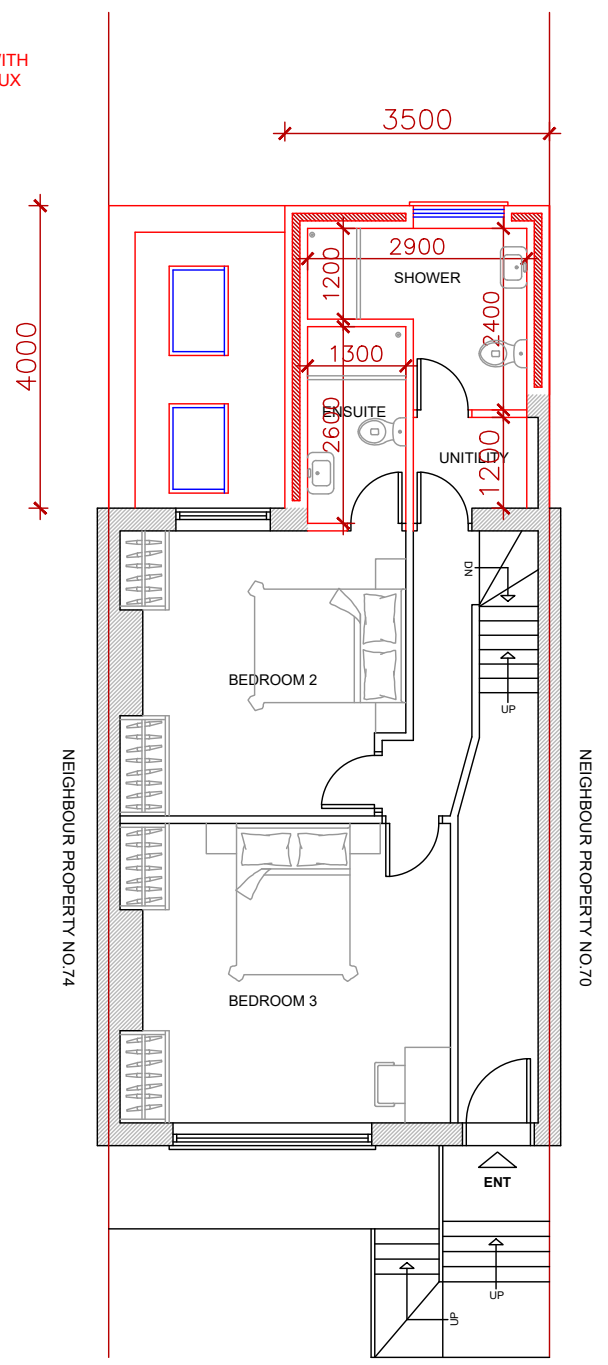 WITH
UX
3500
4000
2900
1200
SHOWER
2400
1300
ENSUITE
2600
UNITILITY
1200
DN
UP
BEDROOM 2
NEIGHBOUR PROPERTY NO.74
NEIGHBOUR PROPERTY NO.70
BEDROOM 3
ENT
UP
UP